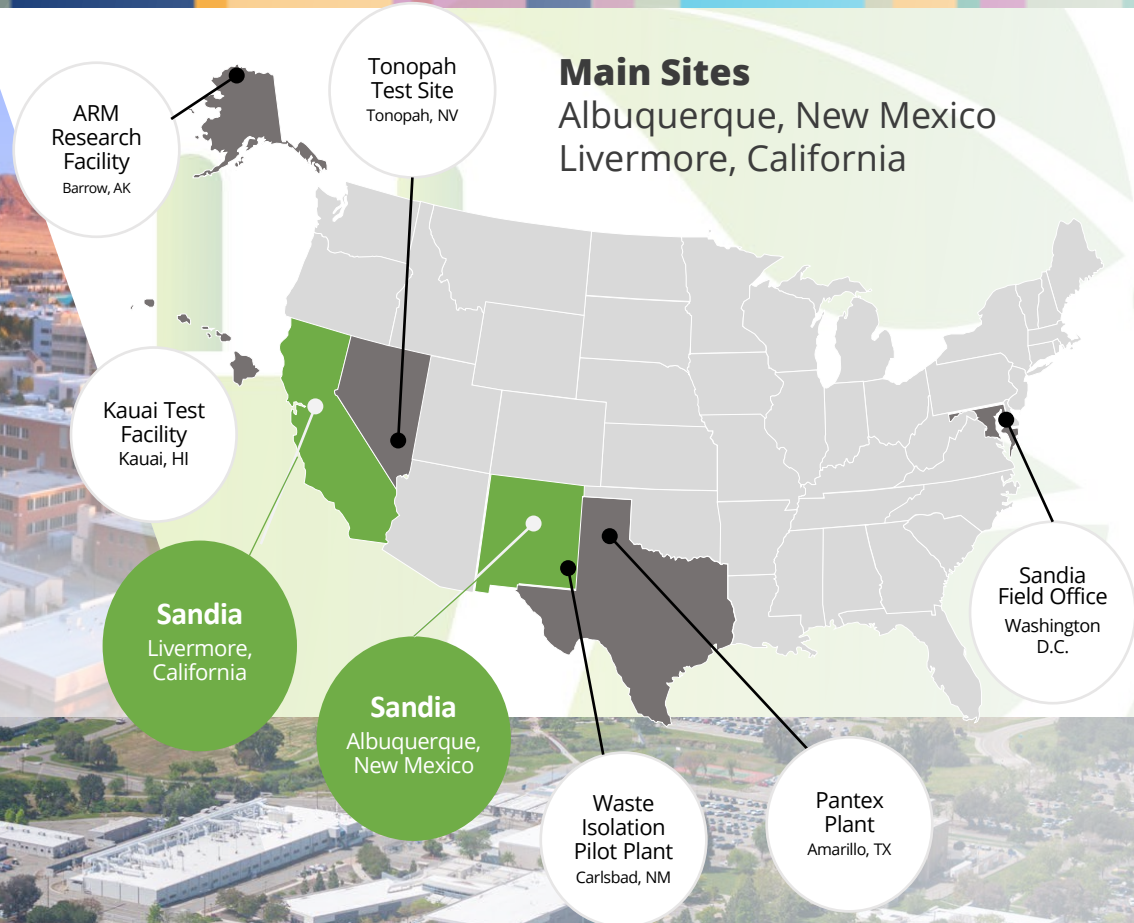 Main Sites
Albuquerque, New Mexico
Livermore, California
Tonopah
Test Site
Tonopah, NV
ARM
Research
Facility
Barrow, AK
Kauai Test
Facility
Kauai, HI
Sandia
Livermore,
California
Sandia
Albuquerque,
New Mexico
Waste
Isolation
Pilot Plant
Carlsbad, NM
Pantex
Plant
Amarillo, TX
Sandia
Field Office
Washington
D.C.